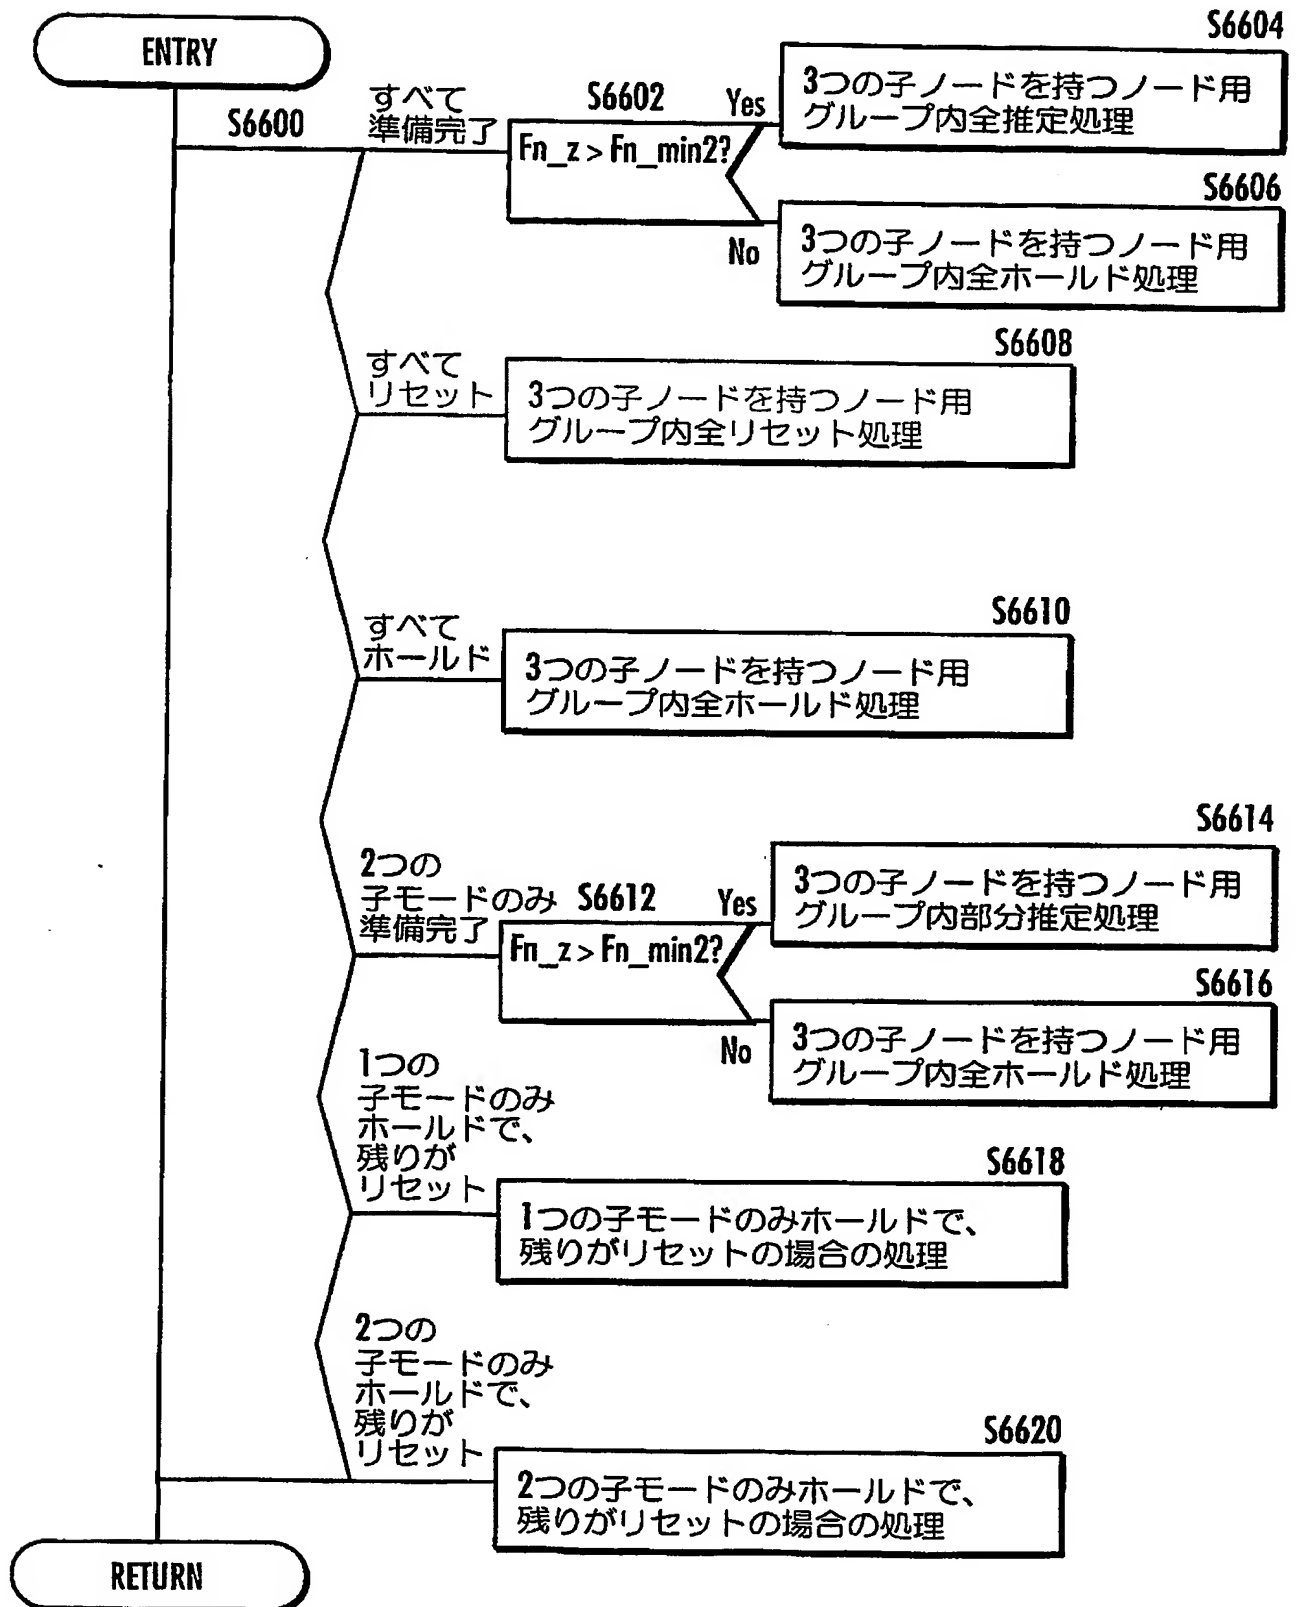 ENTRY
S6600
すべて
準備完了
S6602
Fn_z > Fn_min2?
Yes
S6604
3つの子ノードを持つノード用
グループ内全推定処理
No
S6606
3つの子ノードを持つノード用
グループ内全ホールド処理
すべて
リセット
S6608
3つの子ノードを持つノード用
グループ内全リセット処理
すべて
ホールド
S6610
3つの子ノードを持つノード用
グループ内全ホールド処理
2つの
子モードのみ
準備完了
S6612
Fn_z > Fn_min2?
Yes
S6614
3つの子ノードを持つノード用
グループ内部分推定処理
No
S6616
3つの子ノードを持つノード用
グループ内全ホールド処理
1つの
子モードのみ
ホールドで、
残りが
リセット
S6618
1つの子モードのみホールドで、
残りがリセットの場合の処理
2つの
子モードのみ
ホールドで、
残りが
リセット
S6620
2つの子モードのみホールドで、
残りがリセットの場合の処理
RETURN